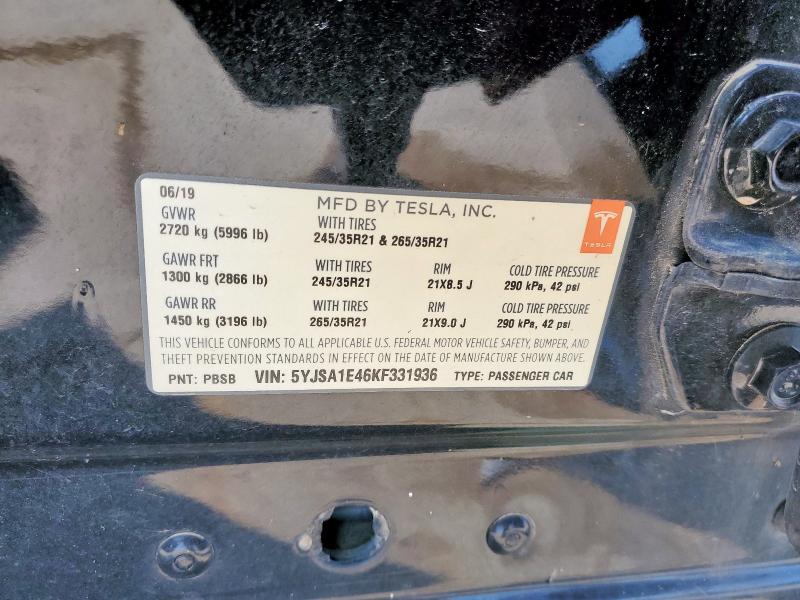 06/19
MFD BY TESLA, INC.
GVWR
2720 kg (5996 lb)
WITH TIRES
245/35R21 & 265/35R21
TESLA
GAWR FRT
1300 kg (2866 lb)
WITH TIRES
245/35R21
RIM
21X8.5 J
COLD TIRE PRESSURE
290 kPa, 42 psi
GAWR RR
1450 kg (3196 lb)
WITH TIRES
265/35R21
RIM
21X9.0 J
COLD TIRE PRESSURE
290 kPa, 42 psi
THIS VEHICLE CONFORMS TO ALL APPLICABLE U.S. FEDERAL MOTOR VEHICLE SAFETY, BUMPER, AND
THEFT PREVENTION STANDARDS IN EFFECT ON THE DATE OF MANUFACTURE SHOWN ABOVE.
PNT: PBSB VIN: 5YJSA1E46KF331936 TYPE: PASSENGER CAR